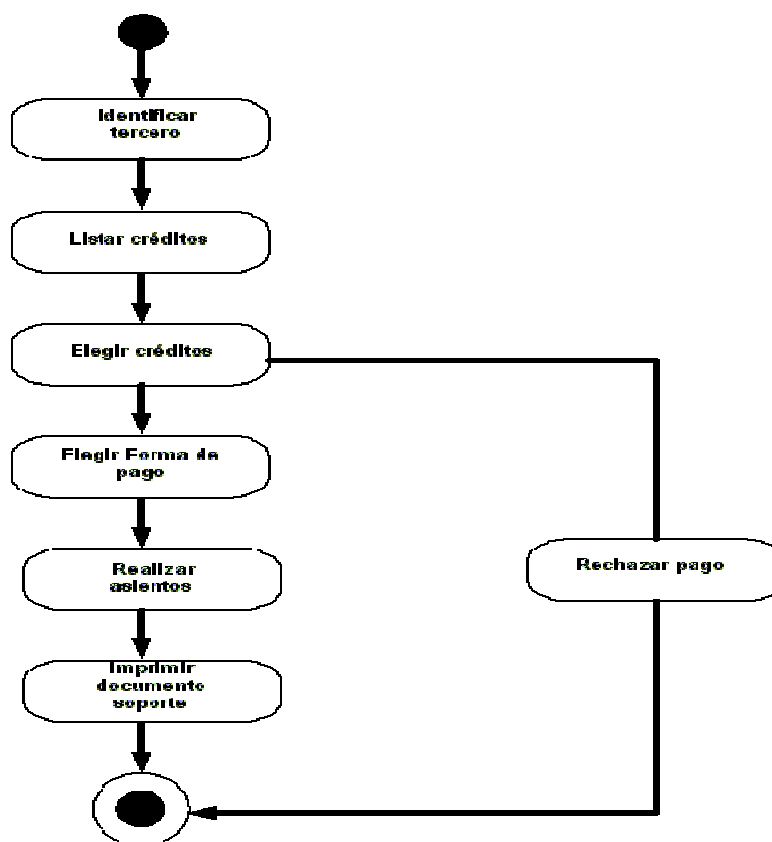 Identificar
tercero
Listar créditos
Elegir créditos
Elegir Forma de
pago
Realizar
asientos
Rechazar pago
Imprimir
documento
soporte